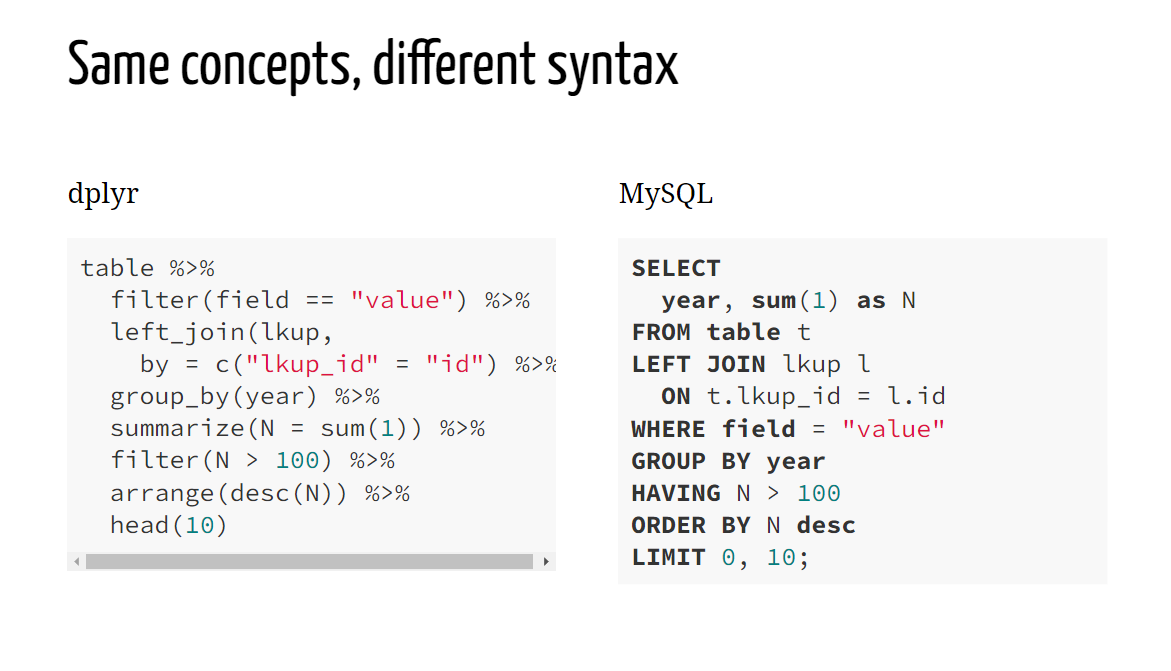 Same concepts, different syntax
dplyr
table %>%
  filter(field == "value") %>%
  left_join(lkup,
    by = c("lkup_id" = "id") %>%
  group_by(year) %>%
  summarize(N = sum(1)) %>%
  filter(N > 100) %>%
  arrange(desc(N)) %>%
  head(10)
MySQL
SELECT
  year, sum(1) as N
FROM table t
LEFT JOIN lkup l
  ON t.lkup_id = l.id
WHERE field = "value"
GROUP BY year
HAVING N > 100
ORDER BY N desc
LIMIT 0, 10;